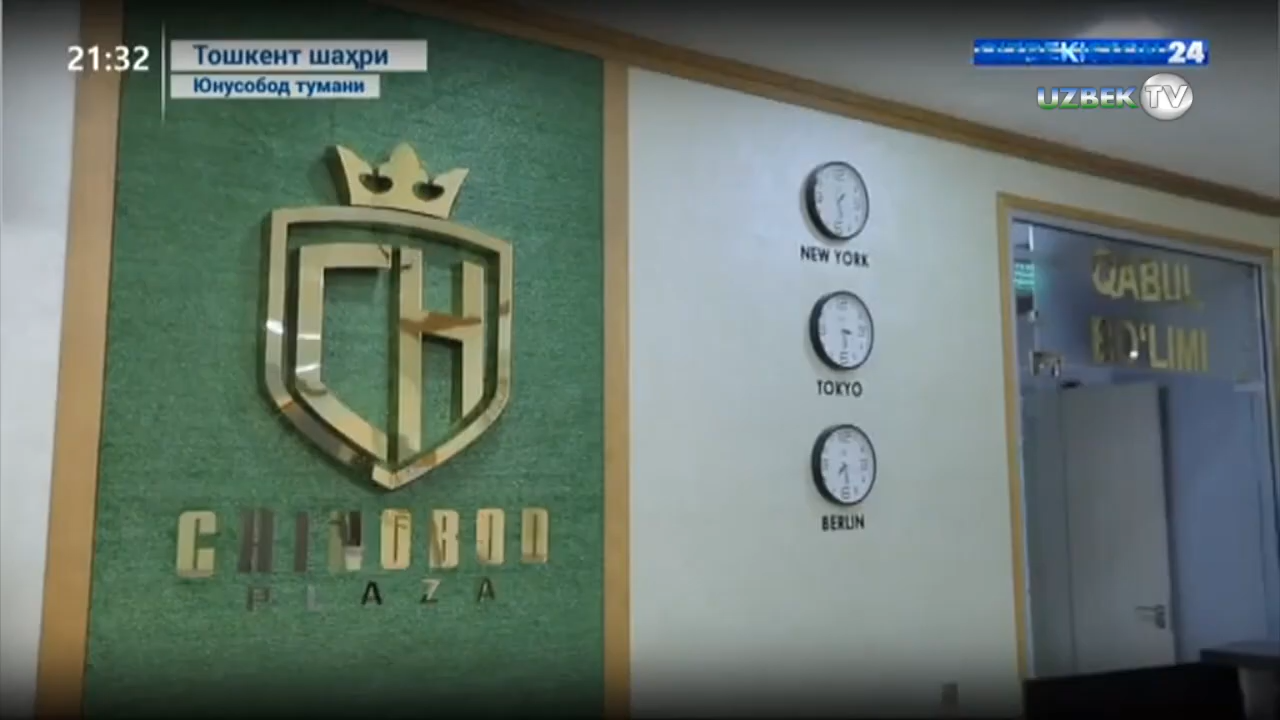 21:32
Тошкент шаҳри
Юнусобод тумани
24
UZBEK TV
CH
CHINOBOD
PLAZA
NEW YORK
TOKYO
BERLIN
QABUL
BO‘LIMI